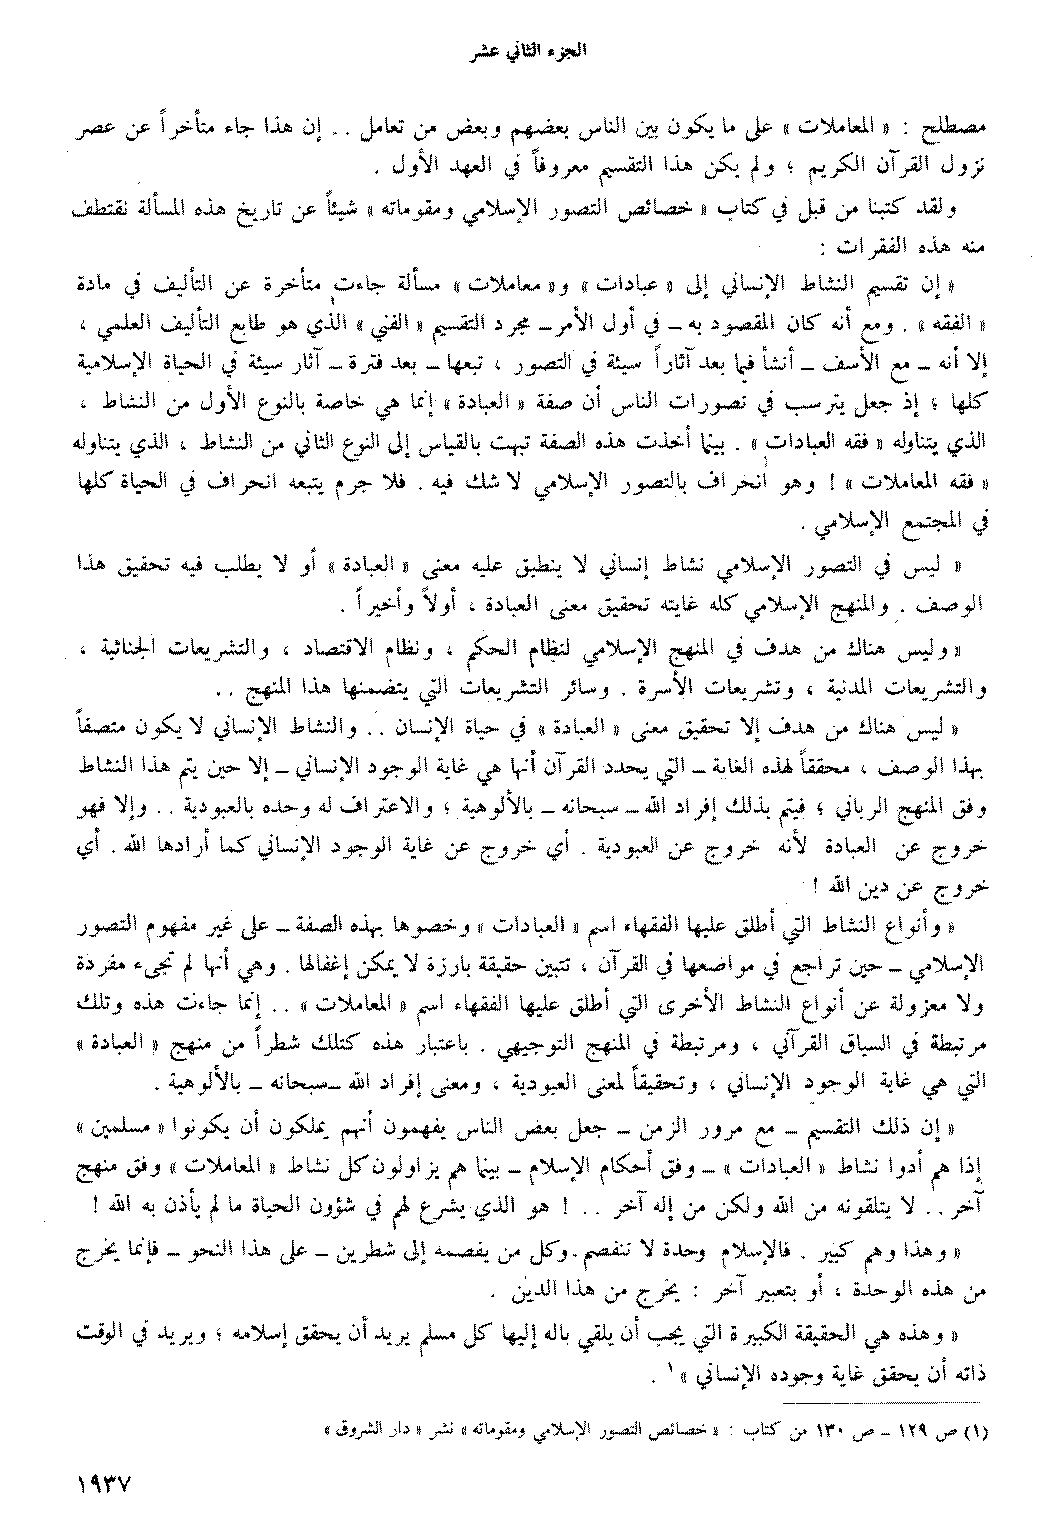 الجزء الثاني عشر
مصطلح : « المعاملات » على ما يكون بين الناس بعضهم وبعض من تعامل .. إن هذا جاء متأخراً عن عصر
نزول القرآن الكريم ؛ ولم يكن هذا التقسيم معروفاً في العهد الأول .
ولقد كتبنا من قبل في كتاب « خصائص التصور الإسلامي ومقوماته » شيئاً عن تاريخ هذه المسألة نقتطف
منه هذه الفقرات :
« إن تقسيم النشاط الإنساني إلى « عبادات » و« معاملات » مسألة جاءت متأخرة عن التأليف في مادة
« الفقه » . ومع أنه كان المقصود به – في أول الأمر– مجرد التقسيم « الفني » الذي هو طابع التأليف العلمي ،
إلا أنه – مع الأسف – أنشأ فيما بعد آثاراً سيئة في التصور ، تبعها – بعد فترة – آثار سيئة في الحياة الإسلامية
كلها ؛ إذ جعل يترسب في تصورات الناس أن صفة « العبادة » إنما هي خاصة بالنوع الأول من النشاط ،
الذي يتناوله « فقه العبادات » . بينما أخذت هذه الصفة تبهت بالقياس إلى النوع الثاني من النشاط ، الذي يتناوله
« فقه المعاملات » ! وهو انحراف بالتصور الإسلامي لا شك فيه . فلا جرم يتبعه انحراف في الحياة كلها
في المجتمع الإسلامي .
« ليس في التصور الإسلامي نشاط إنساني لا ينطبق عليه معنى « العبادة » أو لا يطلب فيه تحقيق هذا
الوصف . والمنهج الإسلامي كله غايته تحقيق معنى العبادة ، أولاً وأخيراً .
« وليس هناك من هدف في المنهج الإسلامي لنظام الحكم ، ونظام الاقتصاد ، والتشريعات الجنائية ،
والتشريعات المدنية ، وتشريعات الأسرة . وسائر التشريعات التي يتضمنها هذا المنهج ..
« ليس هناك من هدف إلا تحقيق معنى « العبادة » في حياة الإنسان .. والنشاط الإنساني لا يكون متصفاً
بهذا الوصف ، محققاً لهذه الغاية – التي يحدد القرآن أنها هي غاية الوجود الإنساني – إلا حين يتم هذا النشاط
وفق المنهج الرباني ؛ فيتم بذلك إفراد الله – سبحانه – بالألوهية ؛ والاعتراف له وحده بالعبودية .. وإلا فهو
خروج عن العبادة لأنه خروج عن العبودية . أي خروج عن غاية الوجود الإنساني كما أرادها الله . أي
خروج عن دين الله !
« وأنواع النشاط التي أطلق عليها الفقهاء اسم « العبادات » وخصوها بهذه الصفة – على غير مفهوم التصور
الإسلامي – حين تراجع في مواضعها في القرآن ، تتبين حقيقة بارزة لا يمكن إغفالها . وهي أنها لم تجىء مفردة
ولا معزولة عن أنواع النشاط الأخرى التي أطلق عليها الفقهاء اسم « المعاملات » .. إنما جاءت هذه وتلك
مرتبطة في السياق القرآني ، ومرتبطة في المنهج التوجيهي . باعتبار هذه كتلك شطراً من منهج « العبادة »
التي هي غاية الوجود الإنساني ، وتحقيقاً لمعنى العبودية ، ومعنى إفراد الله –سبحانه – بالألوهية .
« إن ذلك التقسيم – مع مرور الزمن – جعل بعض الناس يفهمون أنهم يملكون أن يكونوا « مسلمين »
إذا هم أدوا نشاط « العبادات » – وفق أحكام الإسلام – بينما هم يزاولون كل نشاط « المعاملات » وفق منهج
آخر .. لا يتلقونه من الله ولكن من إله آخر .. ! هو الذي يشرع لهم في شؤون الحياة ما لم يأذن به الله !
« وهذا وهم كبير . فالإسلام وحدة لا تنفصم . وكل من يفصمه إلى شطرين – على هذا النحو – فإنما يخرج
من هذه الوحدة ، أو بتعبير آخر : يخرج من هذا الدين .
« وهذه هي الحقيقة الكبيرة التي يجب أن يلقي باله إليها كل مسلم يريد أن يحقق إسلامه ؛ ويريد في الوقت
ذاته أن يحقق غاية وجوده الإنساني »١ .
(١) ص ١٢٩ – ص ١٣٠ من كتاب : « خصائص التصور الإسلامي ومقوماته » نشر « دار الشروق »
١٩٣٧